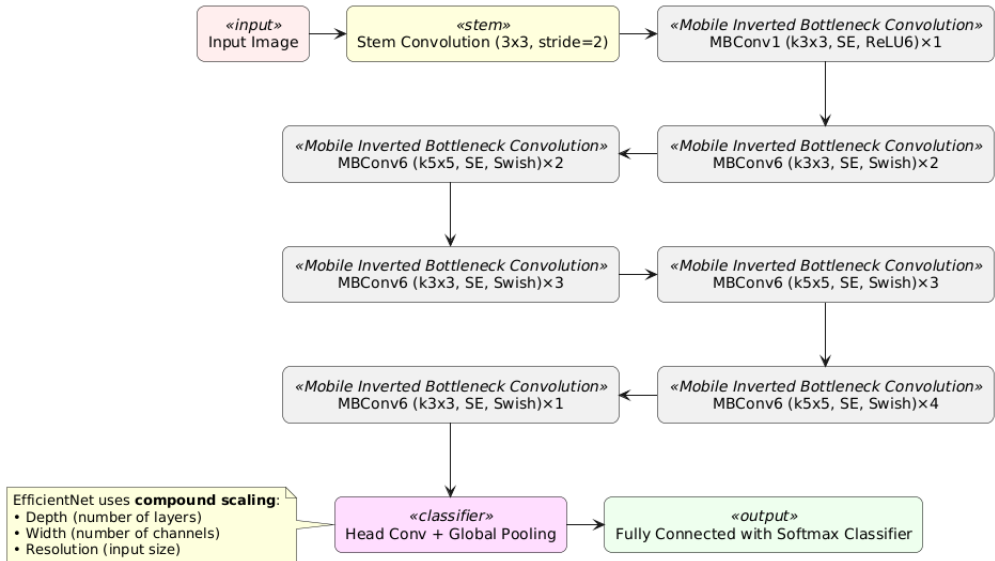 «input»
Input Image
«stem»
Stem Convolution (3x3, stride=2)
«Mobile Inverted Bottleneck Convolution»
MBConv1 (k3x3, SE, ReLU6)×1
«Mobile Inverted Bottleneck Convolution»
MBConv6 (k3x3, SE, Swish)×2
«Mobile Inverted Bottleneck Convolution»
MBConv6 (k5x5, SE, Swish)×2
«Mobile Inverted Bottleneck Convolution»
MBConv6 (k3x3, SE, Swish)×3
«Mobile Inverted Bottleneck Convolution»
MBConv6 (k5x5, SE, Swish)×3
«Mobile Inverted Bottleneck Convolution»
MBConv6 (k5x5, SE, Swish)×4
«Mobile Inverted Bottleneck Convolution»
MBConv6 (k3x3, SE, Swish)×1
EfficientNet uses compound scaling:
• Depth (number of layers)
• Width (number of channels)
• Resolution (input size)
«classifier»
Head Conv + Global Pooling
«output»
Fully Connected with Softmax Classifier